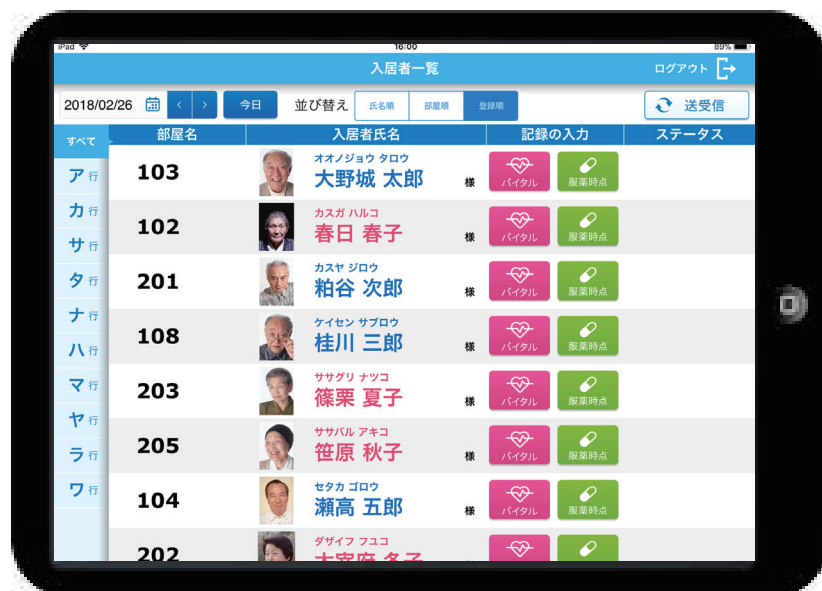 iPad 16:00 89%
入居者一覧 ログアウト
2018/02/26 < > 今日 並び替え 氏名順 部屋順 登録順 送受信
すべて 部屋名 入居者氏名 記録の入力 ステータス
ア行
カ行
サ行
タ行
ナ行
ハ行
マ行
ヤ行
ラ行
ワ行
オオノジョウ タロウ
103 大野城 太郎 様 バイタル 服薬時点
カスガ ハルコ
102 春日 春子 様 バイタル 服薬時点
カスヤ ジロウ
201 粕谷 次郎 様 バイタル 服薬時点
ケイセン サブロウ
108 桂川 三郎 様 バイタル 服薬時点
ササグリ ナツコ
203 篠栗 夏子 様 バイタル 服薬時点
ササバル アキコ
205 笹原 秋子 様 バイタル 服薬時点
セタカ ゴロウ
104 瀬高 五郎 様 バイタル 服薬時点
ダザイフ フユコ
202 太宰府 冬子